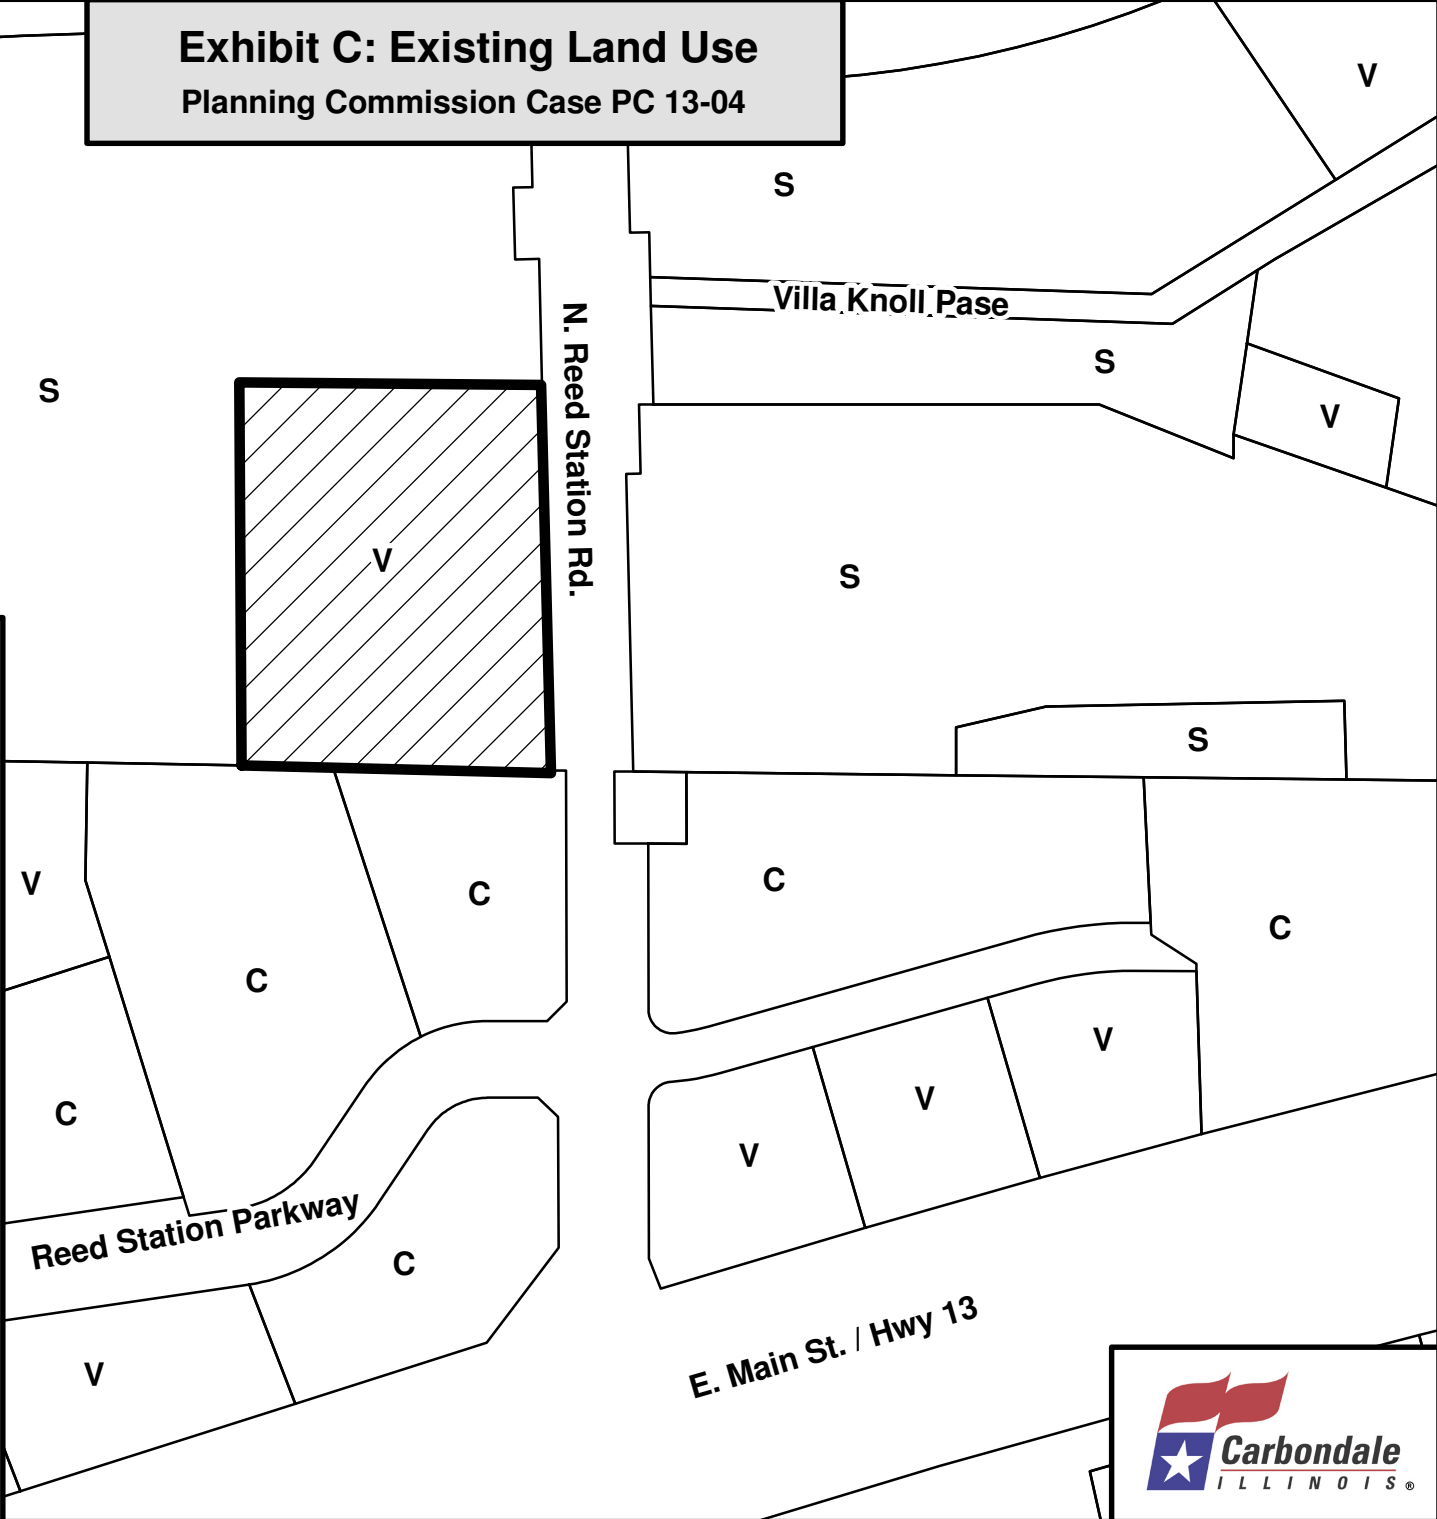 Exhibit C: Existing Land Use
Planning Commission Case PC 13-04
V
S
Villa Knoll Pase
N. Reed Station Rd.
S
S
V
V
S
S
V
C
C
C
C
C
V
V
V
Reed Station Parkway
C
E. Main St. / Hwy 13
V
Carbondale
ILLINOIS®